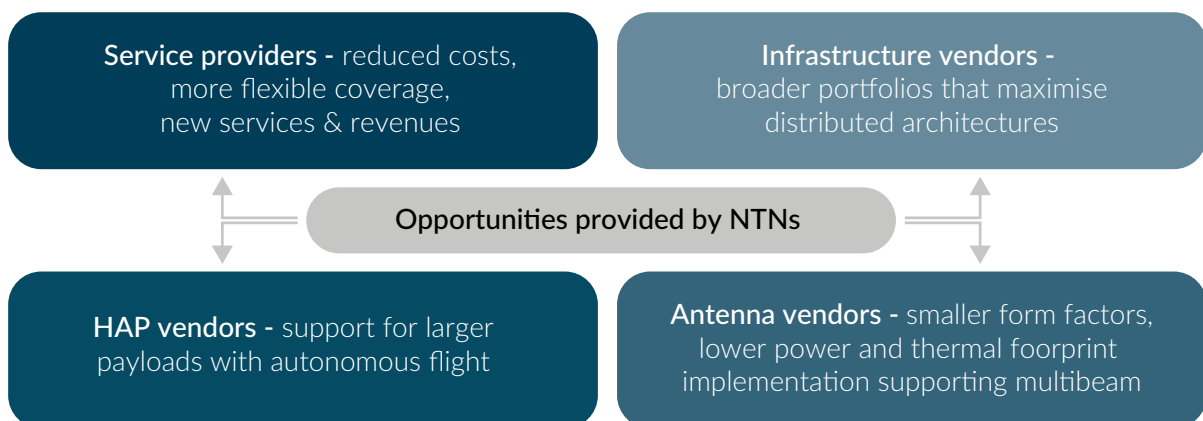 Service providers - reduced costs,
more flexible coverage,
new services & revenues
Infrastructure vendors -
broader portfolios that maximise
distributed architectures
Opportunities provided by NTNs
HAP vendors - support for larger
payloads with autonomous flight
Antenna vendors - smaller form factors,
lower power and thermal foorprint
implementation supporting multibeam